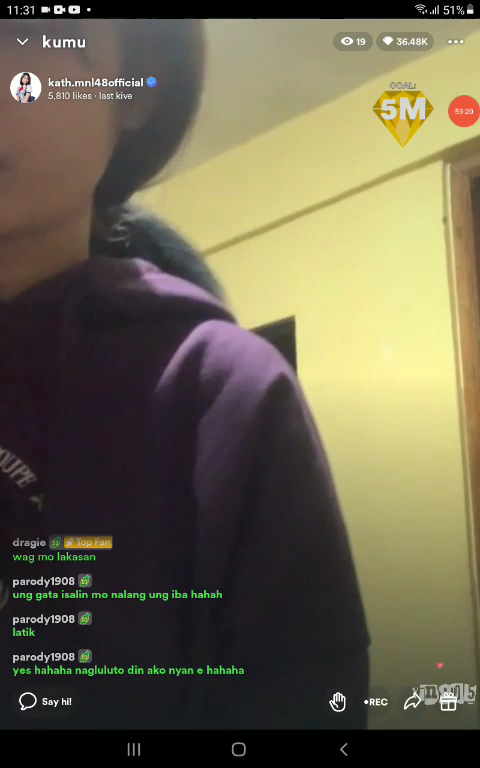 11:31
51%
kumu
19
36.48K
kath.mnl48official
5,810 likes • last kive
GOAL:
5M
59:20
OUPE
dragie
Top Fan
wag mo lakasan
parody1908
ung gata isalin mo nalang ung iba hahah
parody1908
latik
parody1908
yes hahaha nagluluto din ako nyan e hahaha
Say hi!
•REC